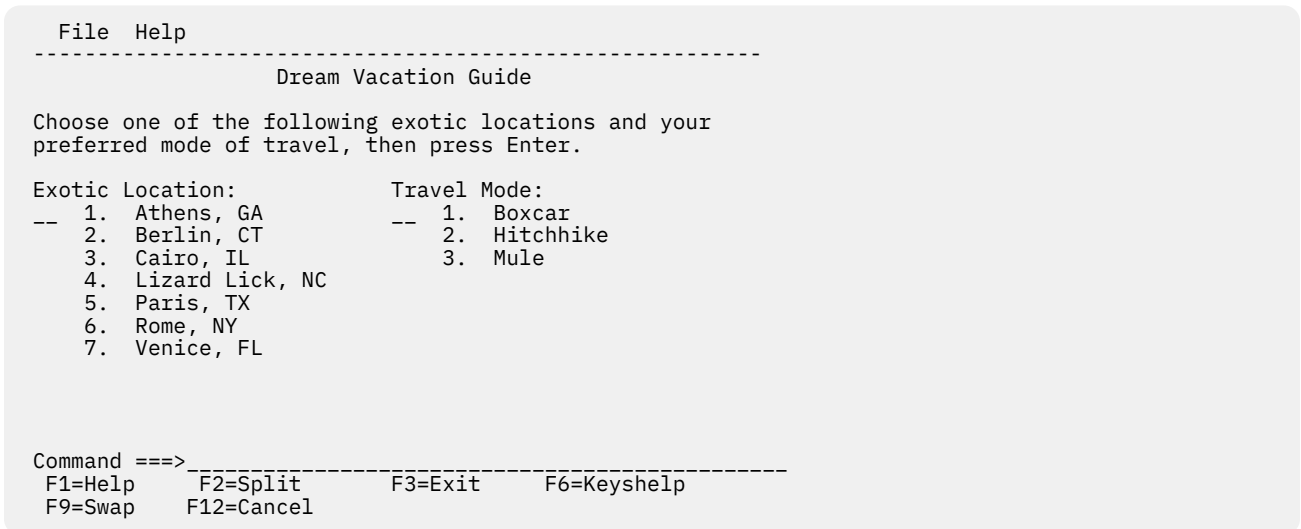 File  Help
---------------------------------------------------------
Dream Vacation Guide
Choose one of the following exotic locations and your
preferred mode of travel, then press Enter.
Exotic Location:            Travel Mode:
__  1.  Athens, GA          __  1.  Boxcar
2.  Berlin, CT              2.  Hitchhike
3.  Cairo, IL               3.  Mule
4.  Lizard Lick, NC
5.  Paris, TX
6.  Rome, NY
7.  Venice, FL
Command ===>_______________________________________________
F1=Help     F2=Split       F3=Exit     F6=Keyshelp
F9=Swap    F12=Cancel